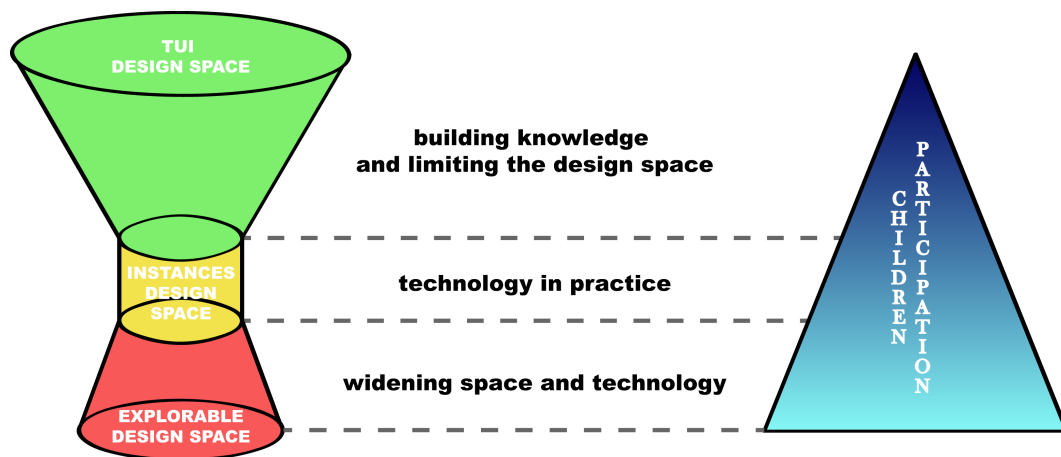 TUI
DESIGN SPACE
building knowledge
and limiting the design space
INSTANCES
DESIGN
SPACE
technology in practice
widening space and technology
EXPLORABLE
DESIGN SPACE
CHILDREN
PARTICIPATION